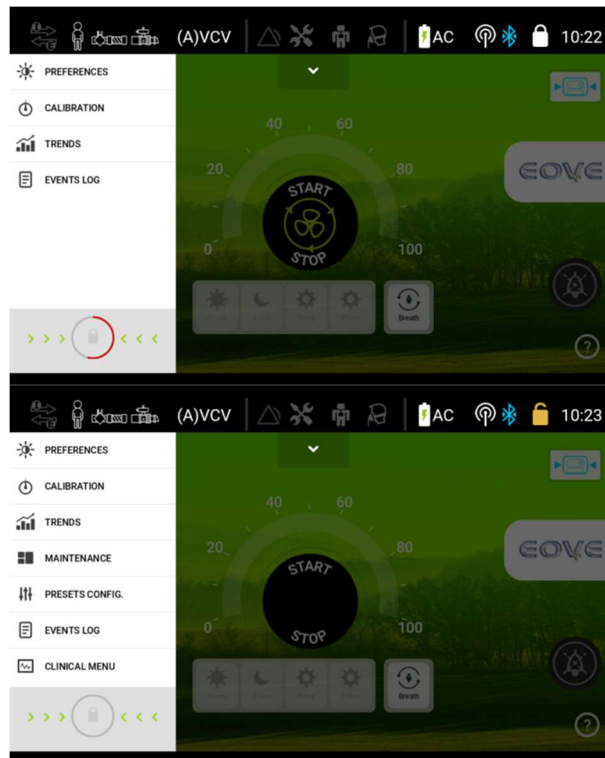 (A)VCV AC 10:22
PREFERENCES
CALIBRATION
TRENDS
EVENTS LOG
40 60
20 80
START
STOP
0 100
EOVE
Breath
?
(A)VCV AC 10:23
PREFERENCES
CALIBRATION
TRENDS
MAINTENANCE
PRESETS CONFIG.
EVENTS LOG
CLINICAL MENU
40 60
20 80
START
STOP
0 100
EOVE
Breath
?